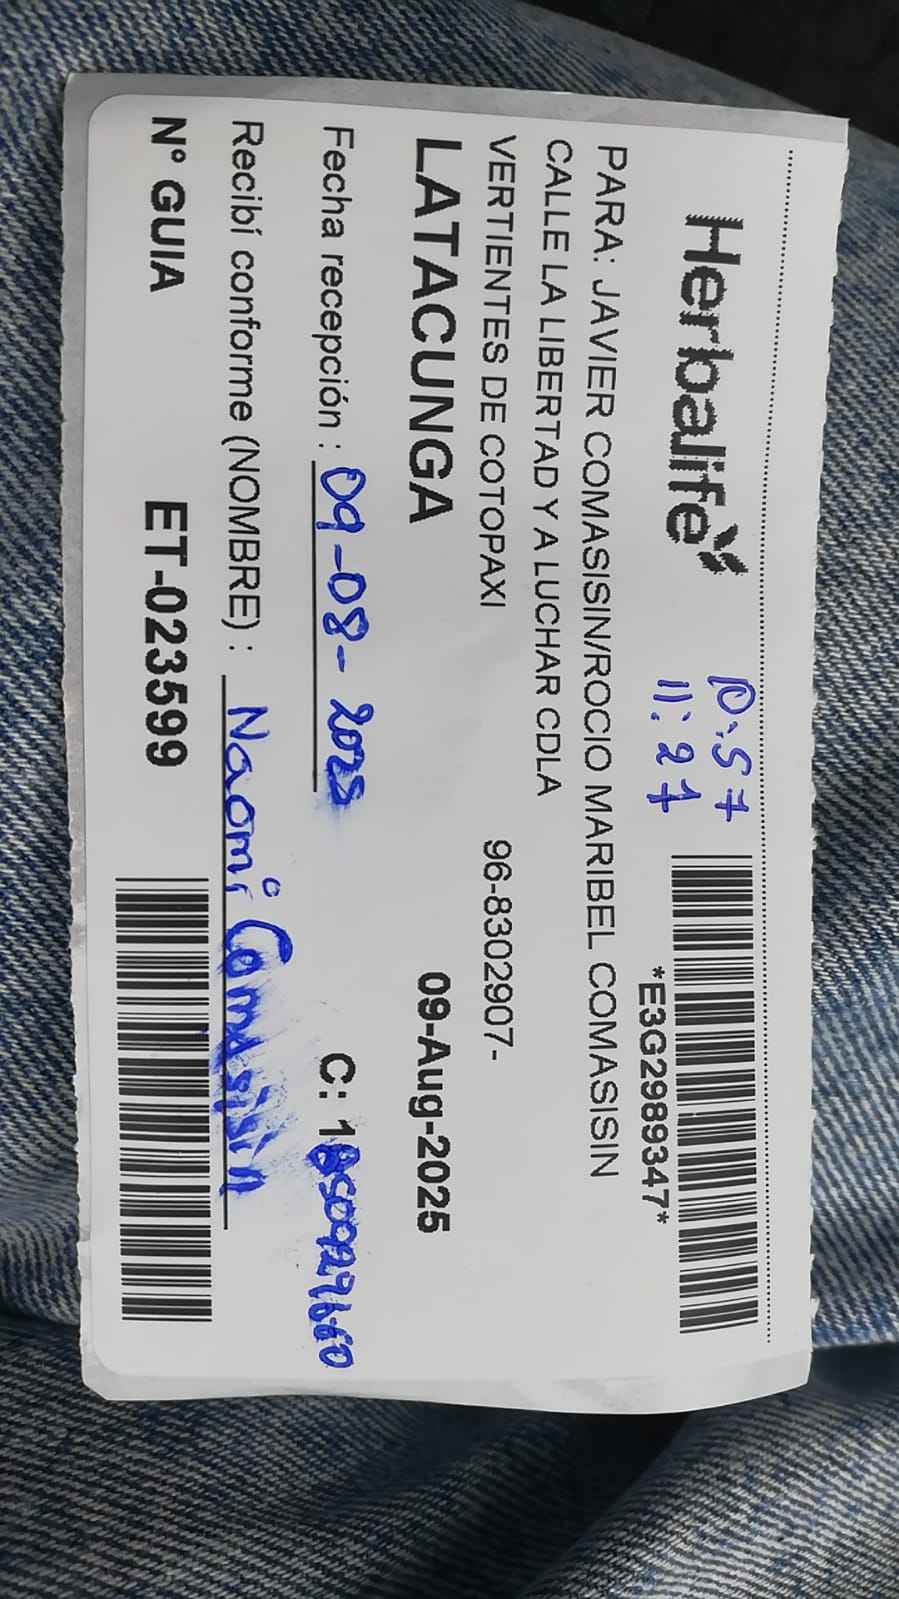 Herbalife
10:57
11:27
*E3G2989347*
PARA: JAVIER COMASISIN/ROCIO MARIBEL COMASISIN
CALLE LA LIBERTAD Y A LUCHAR CDLA
VERTIENTES DE COTOPAXI 96-8302907-
LATACUNGA 09-Aug-2025
Fecha recepción : 09-08-2025 C: 1
Recibí conforme (NOMBRE) : Naomi Comasisin
N° GUIA ET-023599